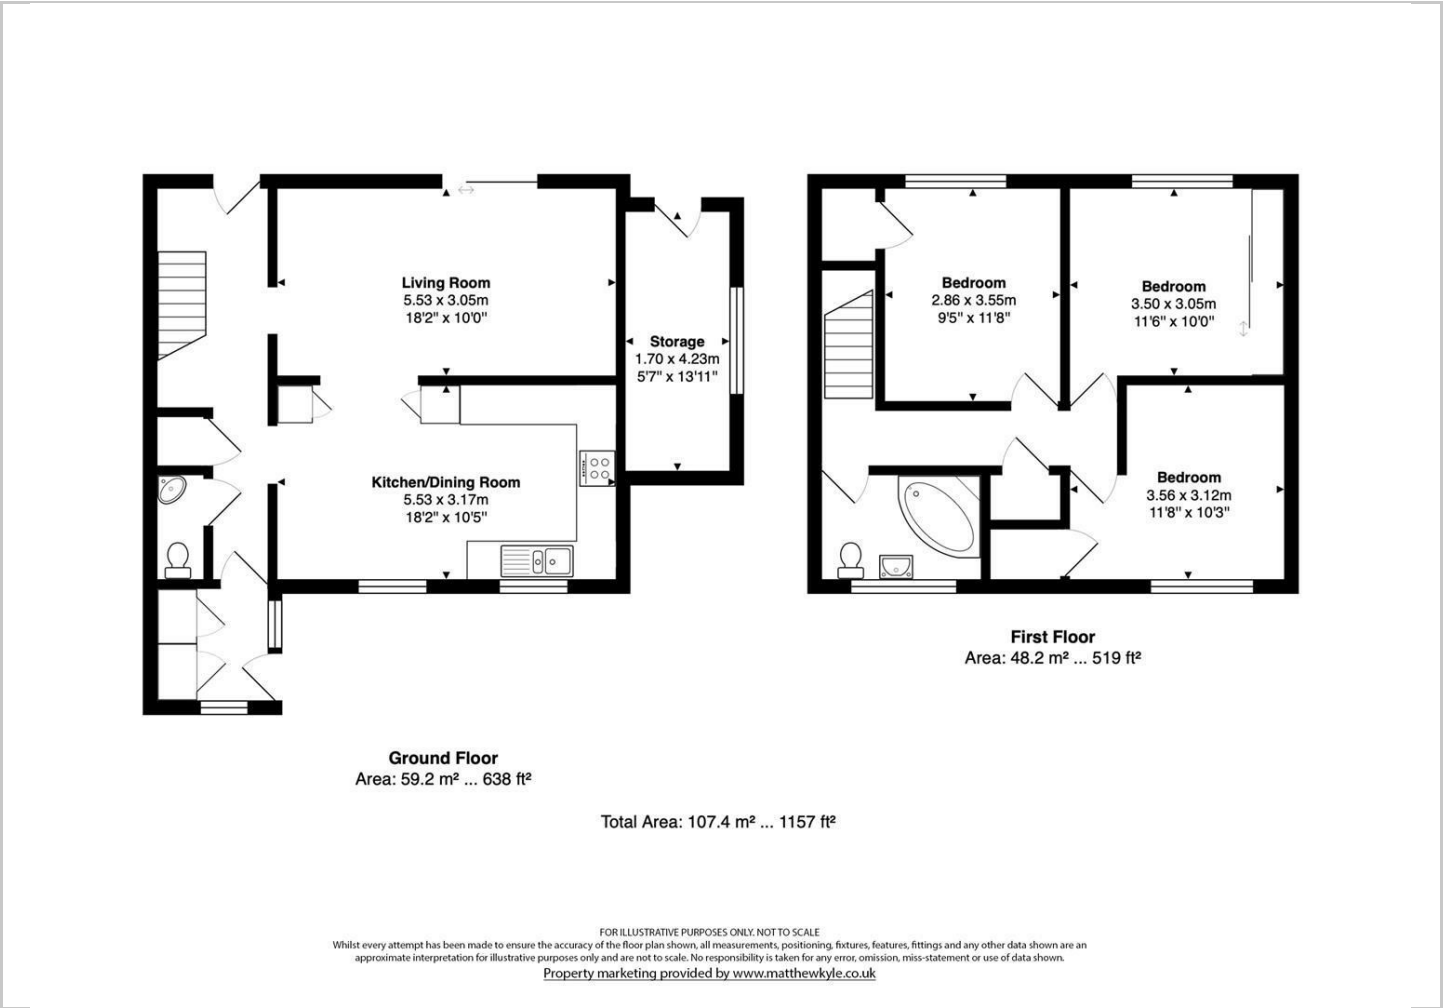 Living Room
5.53 x 3.05m
18'2" x 10'0"
Storage
1.70 x 4.23m
5'7" x 13'11"
Kitchen/Dining Room
5.53 x 3.17m
18'2" x 10'5"
Ground Floor
Area: 59.2 m² ... 638 ft²
Bedroom
2.86 x 3.55m
9'5" x 11'8"
Bedroom
3.50 x 3.05m
11'6" x 10'0"
Bedroom
3.56 x 3.12m
11'8" x 10'3"
First Floor
Area: 48.2 m² ... 519 ft²
Total Area: 107.4 m² ... 1157 ft²
FOR ILLUSTRATIVE PURPOSES ONLY. NOT TO SCALE
Whilst every attempt has been made to ensure the accuracy of the floor plan shown, all measurements, positioning, fixtures, features, fittings and any other data shown are an
approximate interpretation for illustrative purposes only and are not to scale. No responsibility is taken for any error, omission, miss-statement or use of data shown.
Property marketing provided by www.matthewkyle.co.uk